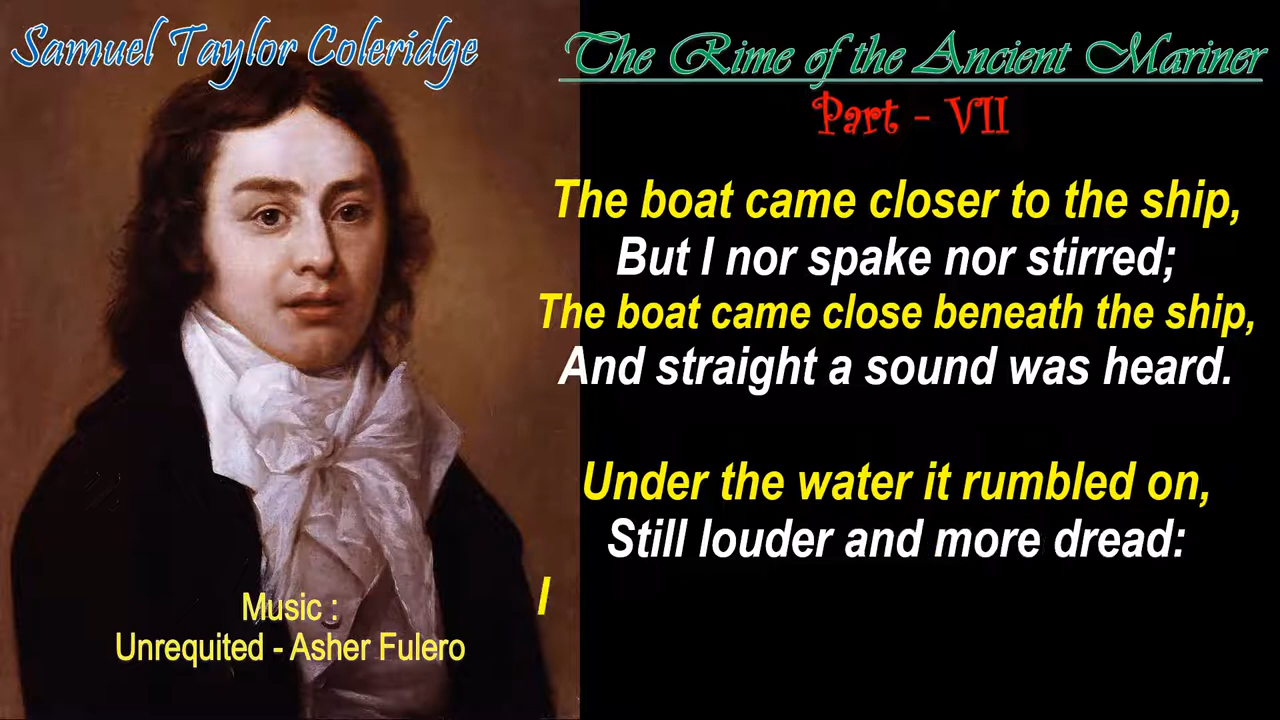 Samuel Taylor Coleridge
The Rime of the Ancient Mariner
Part - VII
The boat came closer to the ship,
But I nor spake nor stirred;
The boat came close beneath the ship,
And straight a sound was heard.
Under the water it rumbled on,
Still louder and more dread:
I
Music :
Unrequited - Asher Fulero